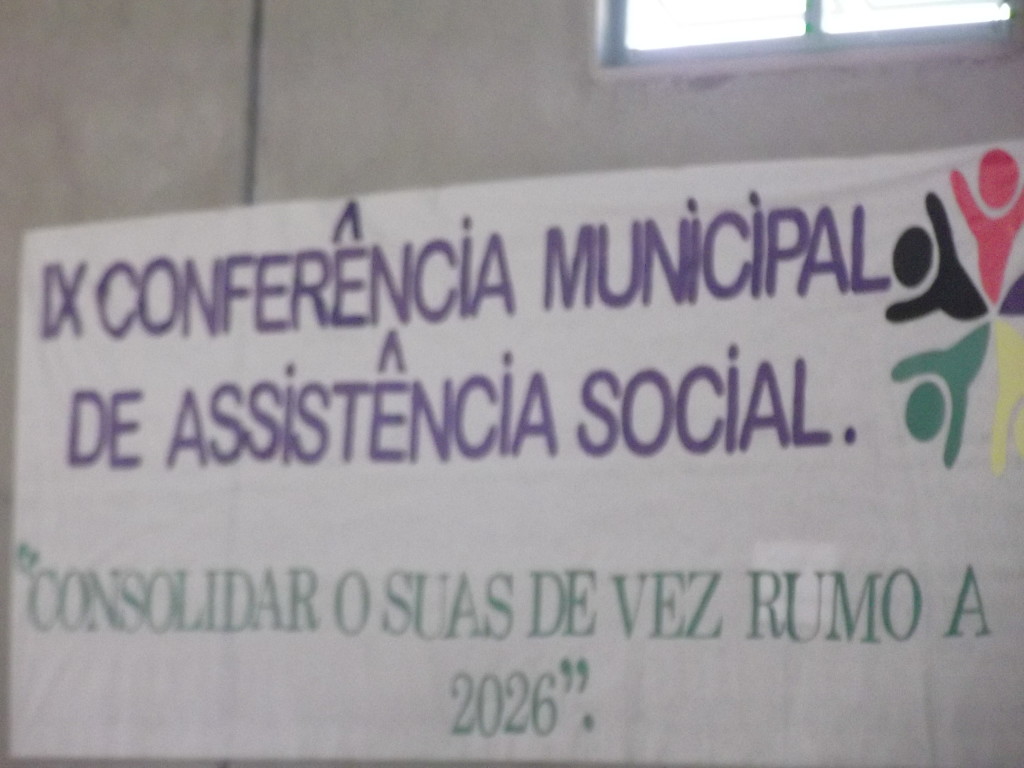 IX CONFERÊNCIA MUNICIPAL
DE ASSISTÊNCIA SOCIAL.
"CONSOLIDAR O SUAS DE VEZ RUMO A
2026".